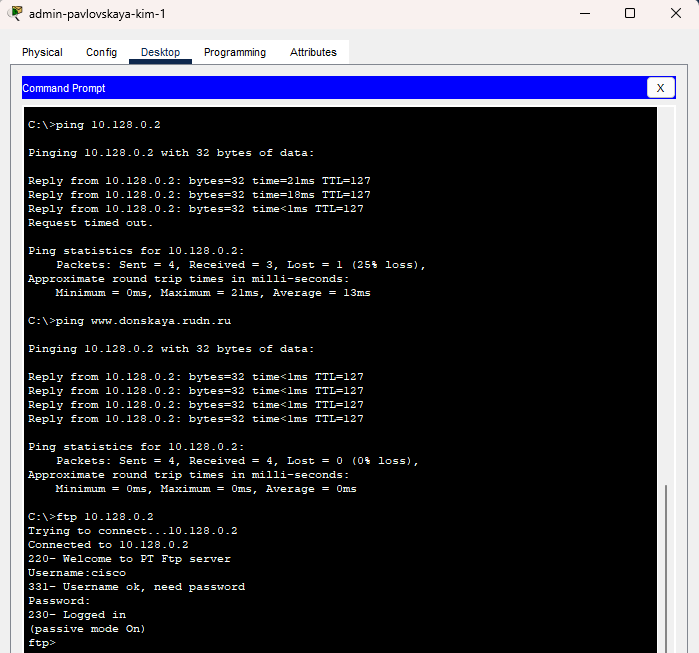 admin-pavlovskaya-kim-1
Physical Config Desktop Programming Attributes
Command Prompt X
C:\>ping 10.128.0.2
Pinging 10.128.0.2 with 32 bytes of data:
Reply from 10.128.0.2: bytes=32 time=21ms TTL=127
Reply from 10.128.0.2: bytes=32 time=18ms TTL=127
Reply from 10.128.0.2: bytes=32 time<1ms TTL=127
Request timed out.
Ping statistics for 10.128.0.2:
Packets: Sent = 4, Received = 3, Lost = 1 (25% loss),
Approximate round trip times in milli-seconds:
Minimum = 0ms, Maximum = 21ms, Average = 13ms
C:\>ping www.donskaya.rudn.ru
Pinging 10.128.0.2 with 32 bytes of data:
Reply from 10.128.0.2: bytes=32 time<1ms TTL=127
Reply from 10.128.0.2: bytes=32 time<1ms TTL=127
Reply from 10.128.0.2: bytes=32 time<1ms TTL=127
Reply from 10.128.0.2: bytes=32 time<1ms TTL=127
Ping statistics for 10.128.0.2:
Packets: Sent = 4, Received = 4, Lost = 0 (0% loss),
Approximate round trip times in milli-seconds:
Minimum = 0ms, Maximum = 0ms, Average = 0ms
C:\>ftp 10.128.0.2
Trying to connect...10.128.0.2
Connected to 10.128.0.2
220- Welcome to PT Ftp server
Username:cisco
331- Username ok, need password
Password:
230- Logged in
(passive mode On)
ftp>